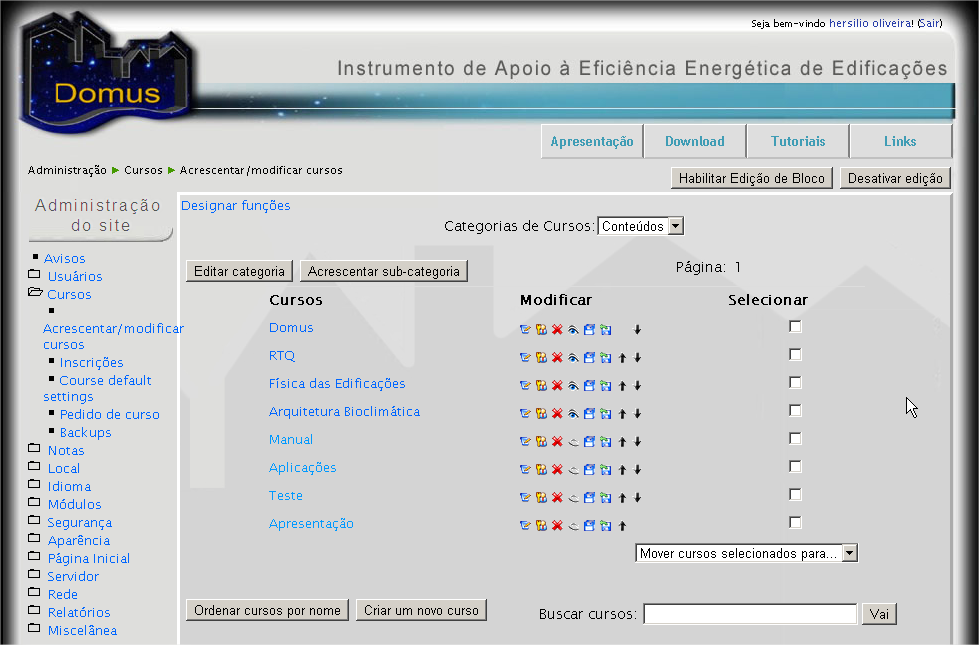 Seja bem-vindo hersilio oliveira! (Sair)
Instrumento de Apoio à Eficiência Energética de Edificações
Domus
Apresentação Download Tutoriais Links
Administração ► Cursos ► Acrescentar/modificar cursos
Habilitar Edição de Bloco Desativar edição
Administração
do site
Avisos
Usuários
Cursos
Acrescentar/modificar
cursos
Inscrições
Course default
settings
Pedido de curso
Backups
Notas
Local
Idioma
Módulos
Segurança
Aparência
Página Inicial
Servidor
Rede
Relatórios
Miscelânea
Designar funções
Categorias de Cursos: Conteúdos
Editar categoria Acrescentar sub-categoria Página: 1
Cursos Modificar Selecionar
Domus
RTQ
Física das Edificações
Arquitetura Bioclimática
Manual
Aplicações
Teste
Apresentação
Mover cursos selecionados para...
Ordenar cursos por nome Criar um novo curso Buscar cursos: Vai